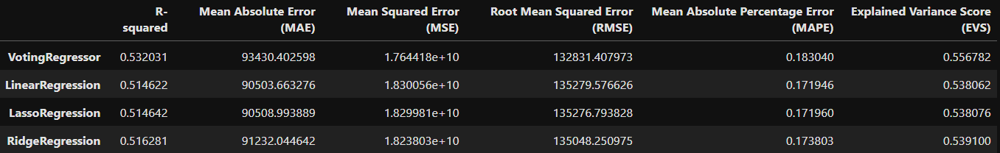 R-squared Mean Absolute Error (MAE) Mean Squared Error (MSE) Root Mean Squared Error (RMSE) Mean Absolute Percentage Error (MAPE) Explained Variance Score (EVS)
VotingRegressor 0.532031 93430.402598 1.764418e+10 132831.407973 0.183040 0.556782
LinearRegression 0.514622 90503.663276 1.830056e+10 135279.576626 0.171946 0.538062
LassoRegression 0.514642 90508.993889 1.829981e+10 135276.793828 0.171960 0.538076
RidgeRegression 0.516281 91232.044642 1.823803e+10 135048.250975 0.173803 0.539100